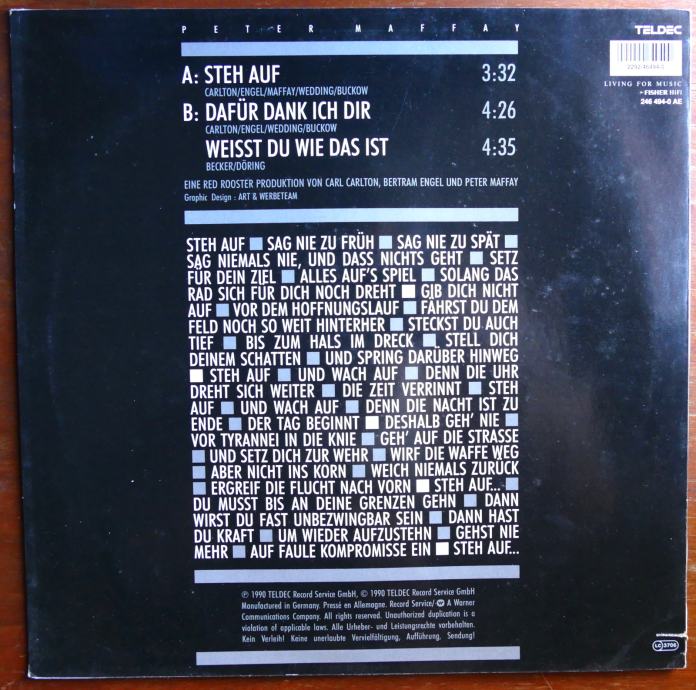 PETER MAFFAY
TELDEC
2292-46494-0
LIVING FOR MUSIC
FISHER HiFi
246 494-0 AE
A: STEH AUF 3:32
CARLTON/ENGEL/MAFFAY/WEDDING/BUCKOW
B: DAFÜR DANK ICH DIR 4:26
CARLTON/ENGEL/WEDDING/BUCKOW
WEISST DU WIE DAS IST 4:35
BECKER/DÖRING
EINE RED ROOSTER PRODUKTION VON CARL CARLTON, BERTRAM ENGEL UND PETER MAFFAY
Graphic Design : ART & WERBETEAM
STEH AUF ■ SAG NIE ZU FRÜH ■ SAG NIE ZU SPÄT ■
SAG NIEMALS NIE, UND DASS NICHTS GEHT ■ SETZ
FÜR DEIN ZIEL ■ ALLES AUF'S SPIEL ■ SOLANG DAS
RAD SICH FÜR DICH NOCH DREHT ■ GIB DICH NICHT
AUF ■ VOR DEM HOFFNUNGSLAUF ■ FÄHRST DU DEM
FELD NOCH SO WEIT HINTERHER ■ STECKST DU AUCH
TIEF ■ BIS ZUM HALS IM DRECK ■ STELL DICH
DEINEM SCHATTEN ■ UND SPRING DARÜBER HINWEG
■ STEH AUF ■ UND WACH AUF ■ DENN DIE UHR
DREHT SICH WEITER ■ DIE ZEIT VERRINNT ■ STEH
AUF ■ UND WACH AUF ■ DENN DIE NACHT IST ZU
ENDE ■ DER TAG BEGINNT ■ DESHALB GEH' NIE ■
VOR TYRANNEI IN DIE KNIE ■ GEH' AUF DIE STRASSE
■ UND SETZ DICH ZUR WEHR ■ WIRF DIE WAFFE WEG
■ ABER NICHT INS KORN ■ WEICH NIEMALS ZURÜCK
■ ERGREIF DIE FLUCHT NACH VORN ■ STEH AUF... ■
DU MUSST BIS AN DEINE GRENZEN GEHN ■ DANN
WIRST DU FAST UNBEZWINGBAR SEIN ■ DANN HAST
DU KRAFT ■ UM WIEDER AUFZUSTEHN ■ GEHST NIE
MEHR ■ AUF FAULE KOMPROMISSE EIN ■ STEH AUF...
℗ 1990 TELDEC Record Service GmbH, © 1990 TELDEC Record Service GmbH
Manufactured in Germany. Pressé en Allemagne. Record Service/ A Warner
Communications Company. All rights reserved. Unauthorized duplication is a
violation of applicable laws. Alle Urheber- und Leistungsrechte vorbehalten.
Kein Verleih! Keine unerlaubte Vervielfältigung, Aufführung, Sendung!
LC 3706